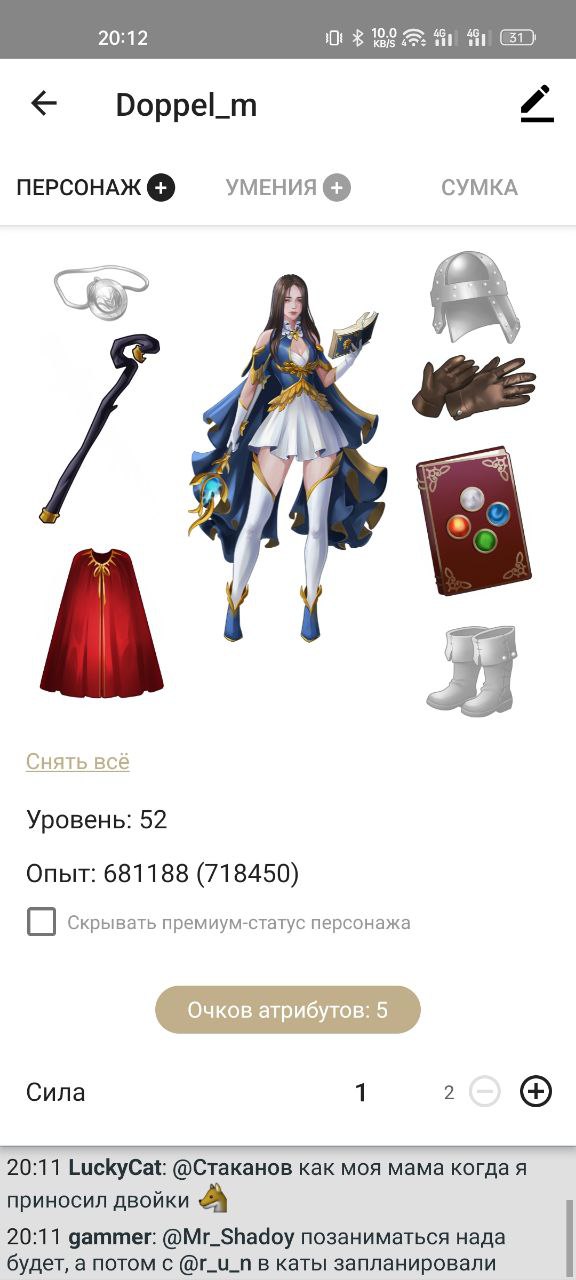 20:12
10.0
KB/S
4G
4G
31
Doppel_m
ПЕРСОНАЖ
УМЕНИЯ
СУМКА
Снять всё
Уровень: 52
Опыт: 681188 (718450)
Скрывать премиум-статус персонажа
Очков атрибутов: 5
Сила 1 2
20:11 LuckyCat: @Стаканов как моя мама когда я
приносил двойки
20:11 gammer: @Mr_Shadoy позаниматься нада
будет, а потом с @r_u_n в каты запланировали